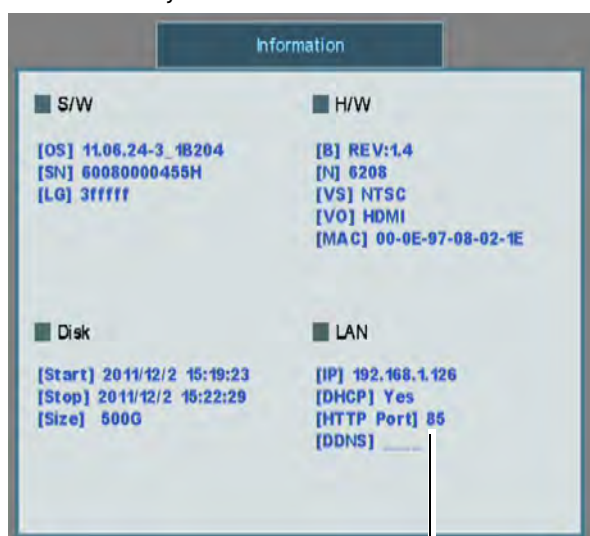 Information
S/W
[OS] 11.06.24-3_1B204
[SN] 60080000455H
[LG] 3fffff
H/W
[B] REV:1.4
[N] 6208
[VS] NTSC
[VO] HDMI
[MAC] 00-0E-97-08-02-1E
Disk
[Start] 2011/12/2 15:19:23
[Stop] 2011/12/2 15:22:29
[Size] 500G
LAN
[IP] 192.168.1.126
[DHCP] Yes
[HTTP Port] 85
[DDNS] ____